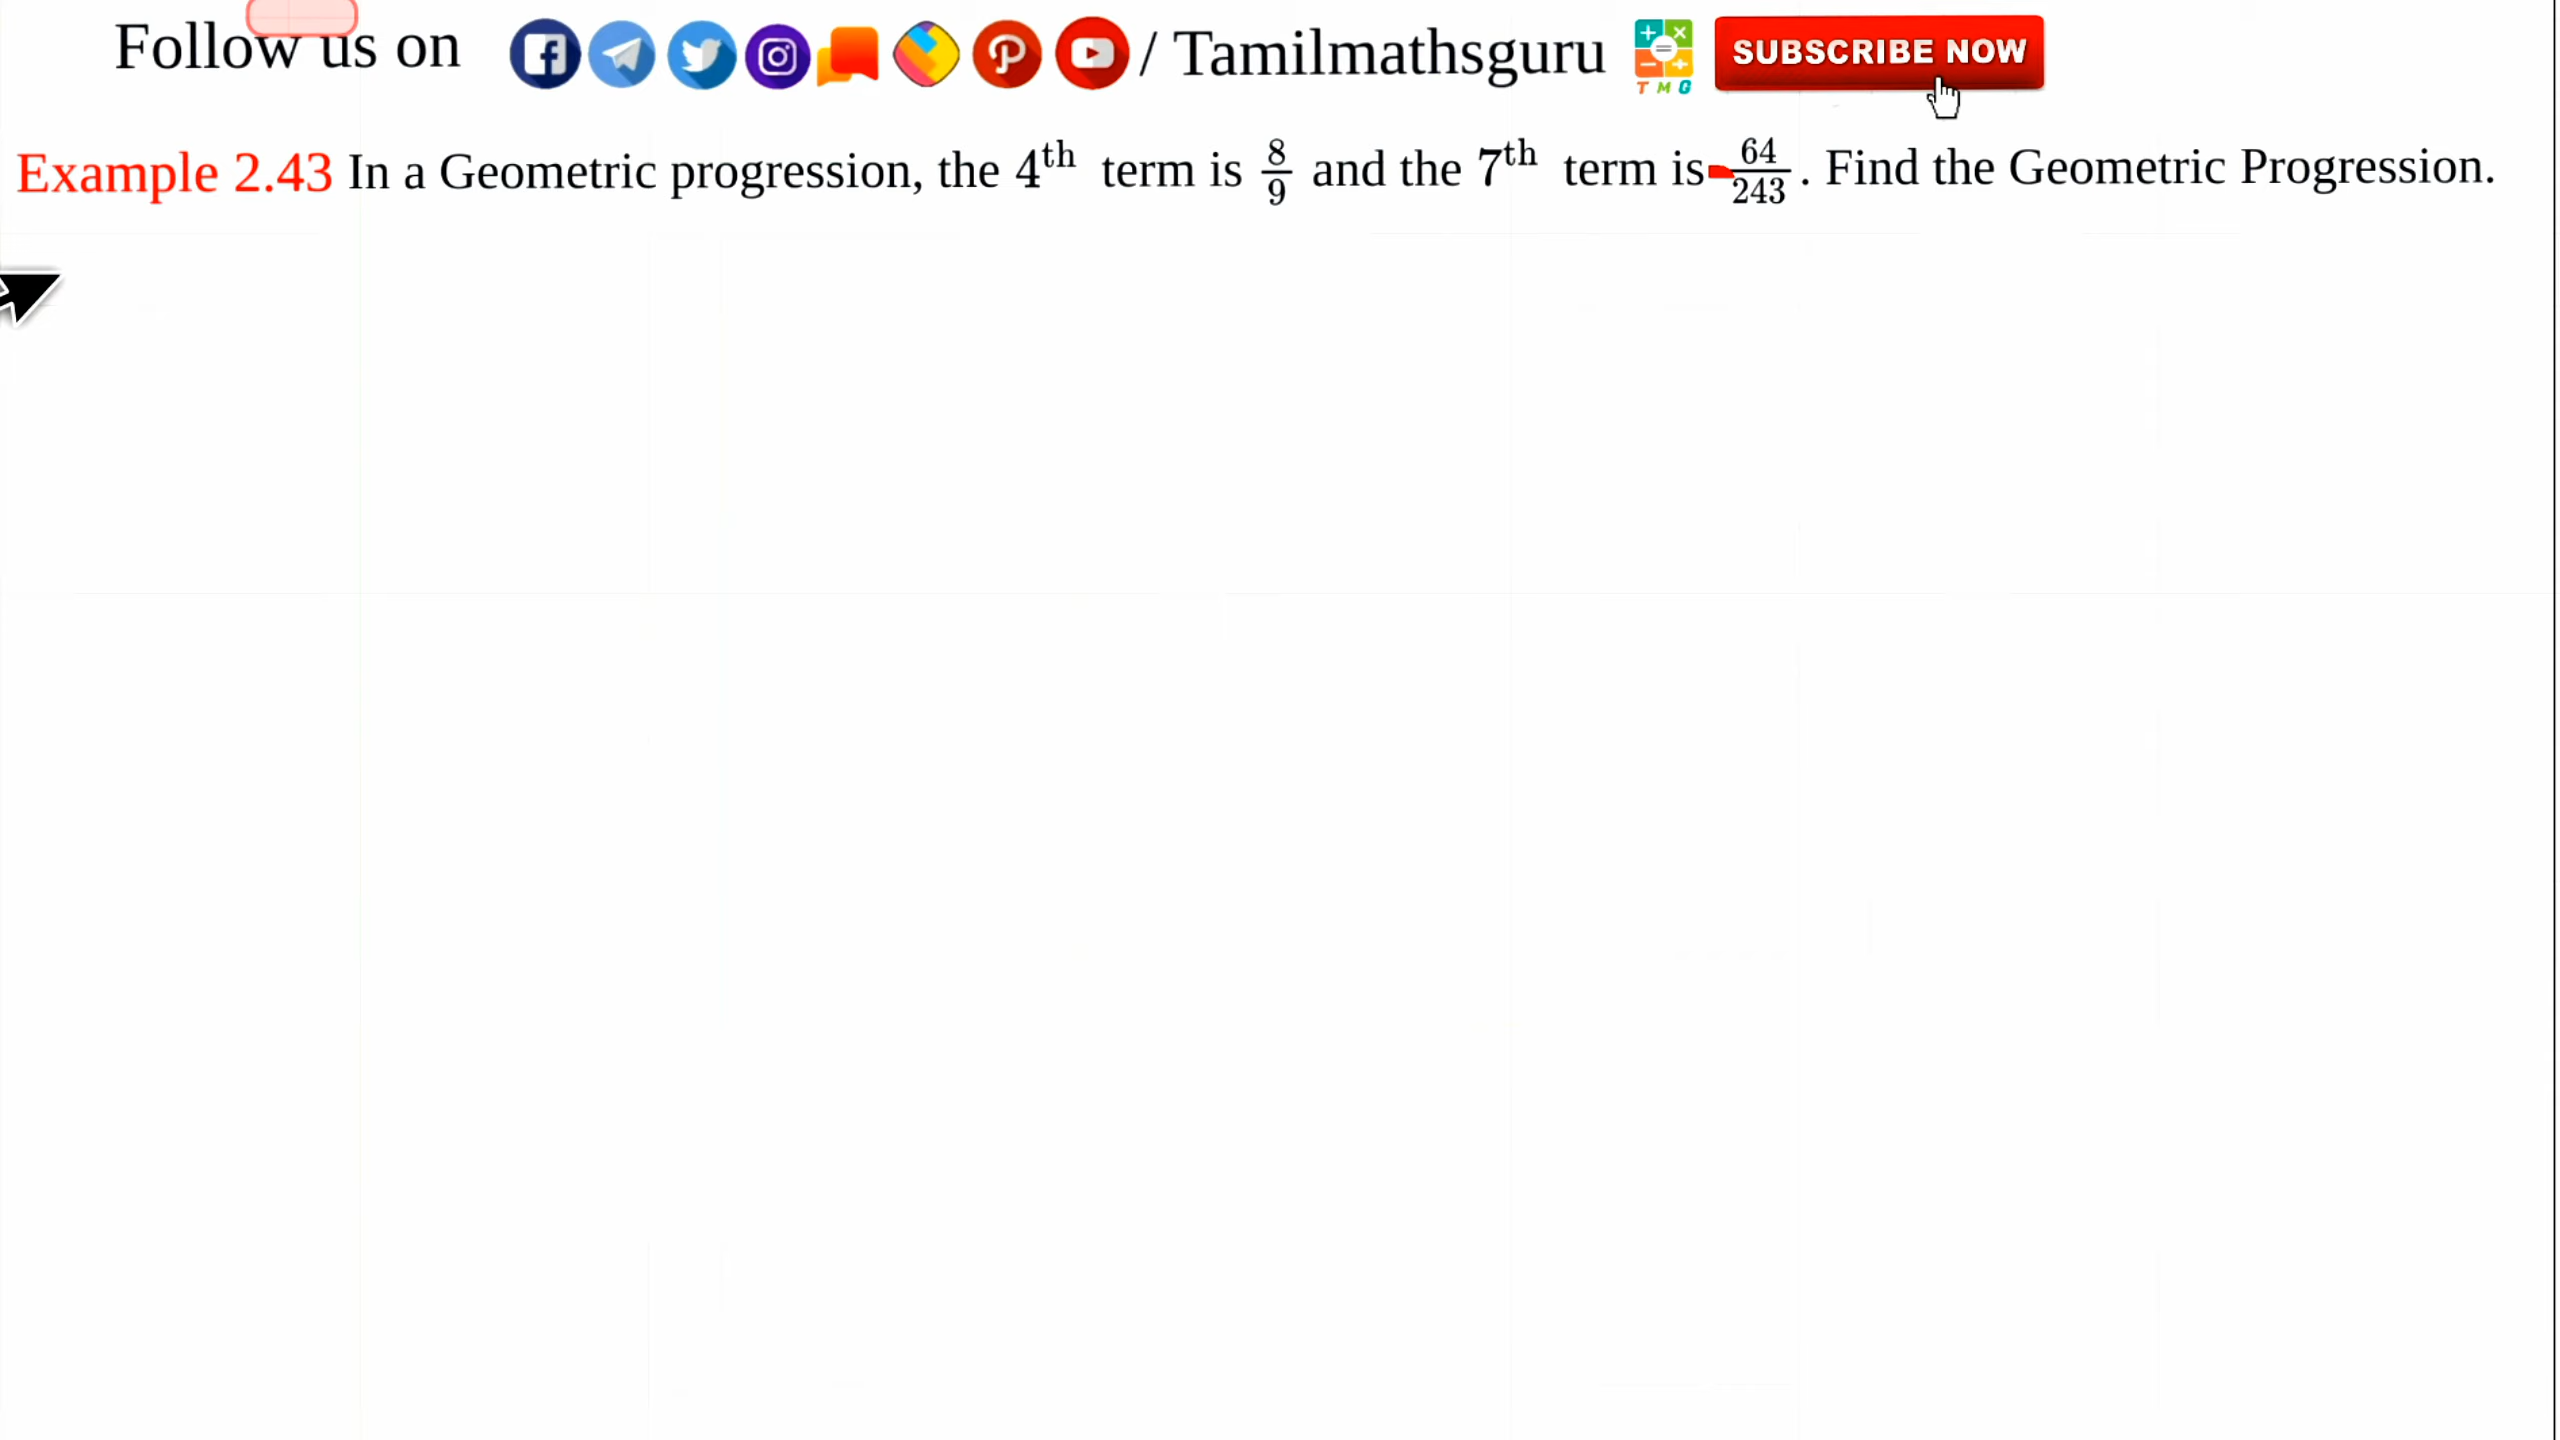 Follow us on / Tamilmathsguru TMG SUBSCRIBE NOW
Example 2.43 In a Geometric progression, the 4th term is 8/9 and the 7th term is -64/243. Find the Geometric Progression.